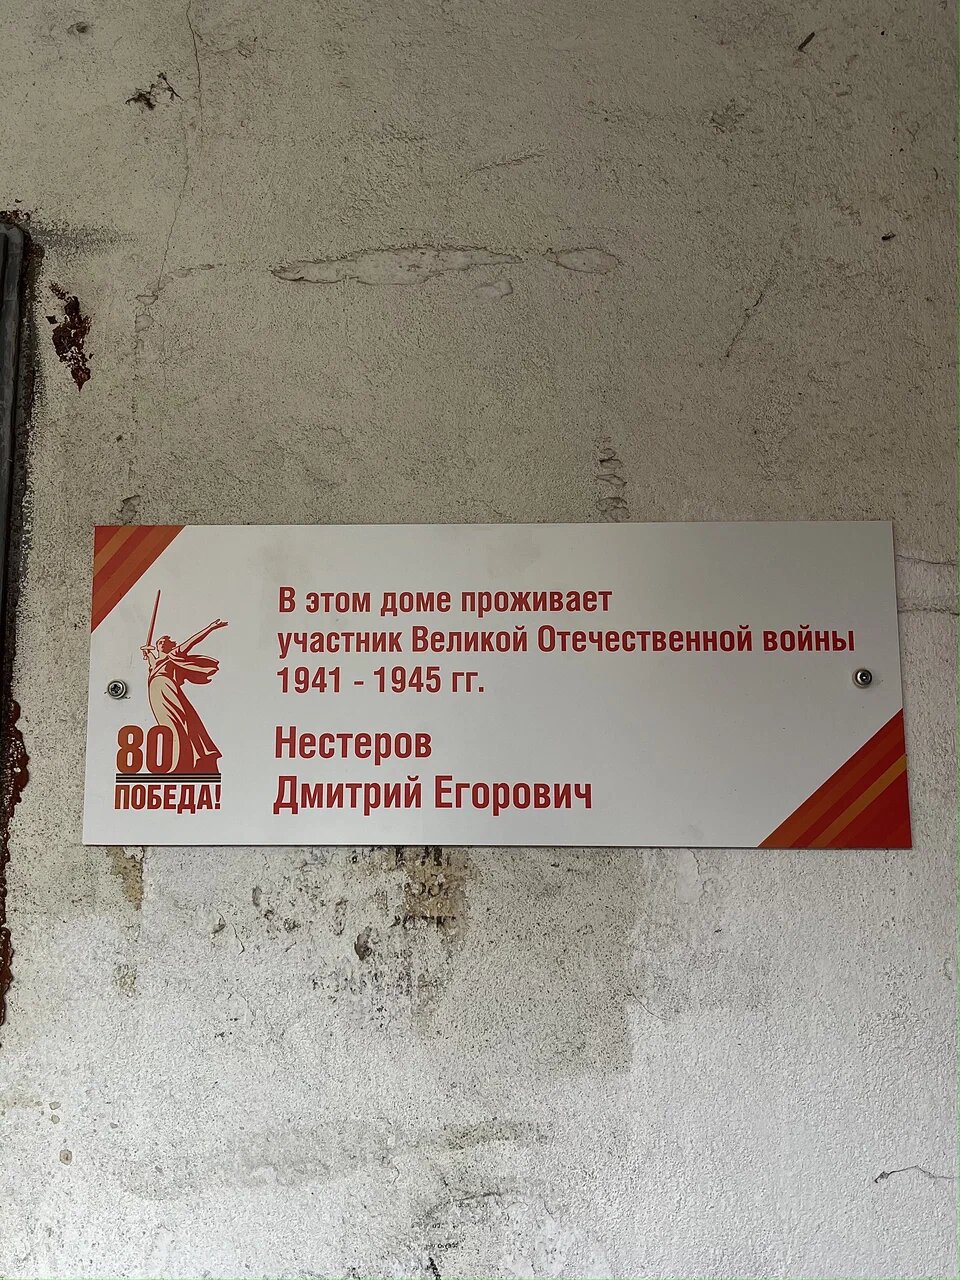 В этом доме проживает
участник Великой Отечественной войны
1941 - 1945 гг.
Нестеров
Дмитрий Егорович
80
ПОБЕДА!